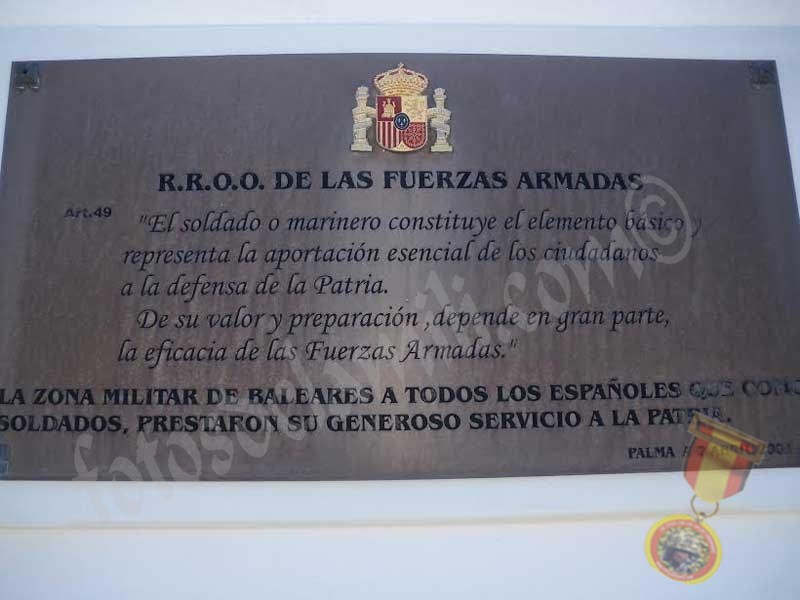 R.R.O.O. DE LAS FUERZAS ARMADAS
Art.49
"El soldado o marinero constituye el elemento básico y
representa la aportación esencial de los ciudadanos
a la defensa de la Patria.
De su valor y preparación ,depende en gran parte,
la eficacia de las Fuerzas Armadas."
LA ZONA MILITAR DE BALEARES A TODOS LOS ESPAÑOLES QUE COMO
SOLDADOS, PRESTARON SU GENEROSO SERVICIO A LA PATRIA.
PALMA A
fotosdelamili.com ©